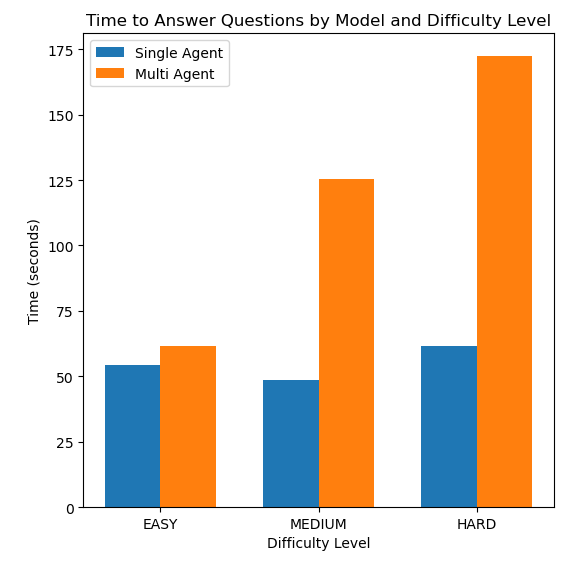 Time to Answer Questions by Model and Difficulty Level
Single Agent
Multi Agent
175
150
125
100
75
50
25
0
Time (seconds)
EASY MEDIUM HARD
Difficulty Level